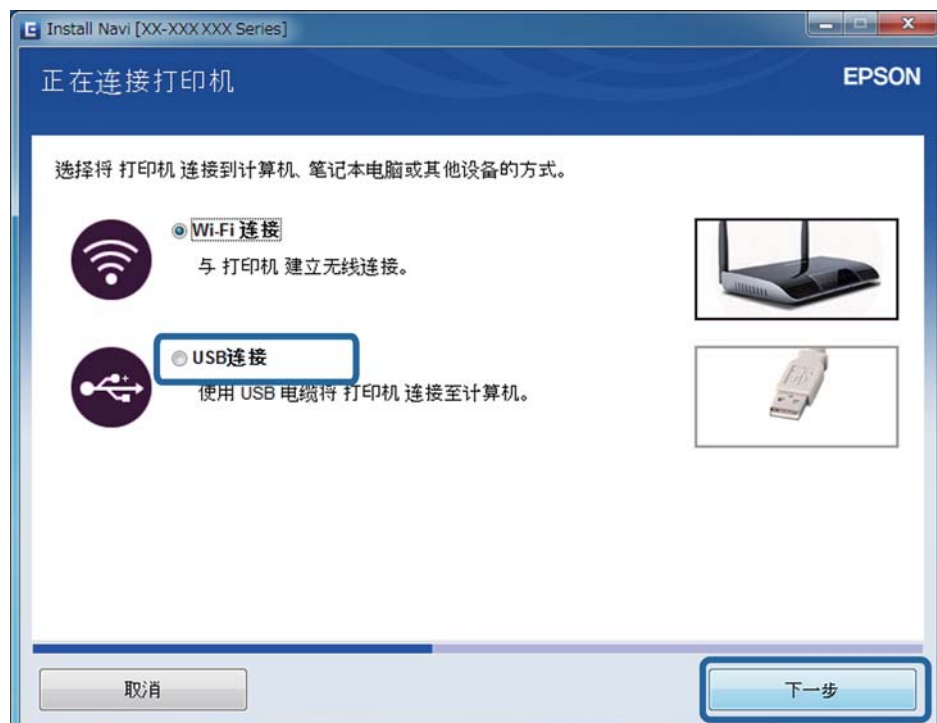 Install Navi [XX-XXX XXX Series]
正在连接打印机
EPSON
选择将 打印机 连接到计算机、笔记本电脑或其他设备的方式。
Wi-Fi 连接
与 打印机 建立无线连接。
USB连接
使用 USB 电缆将 打印机 连接至计算机。
取消
下一步